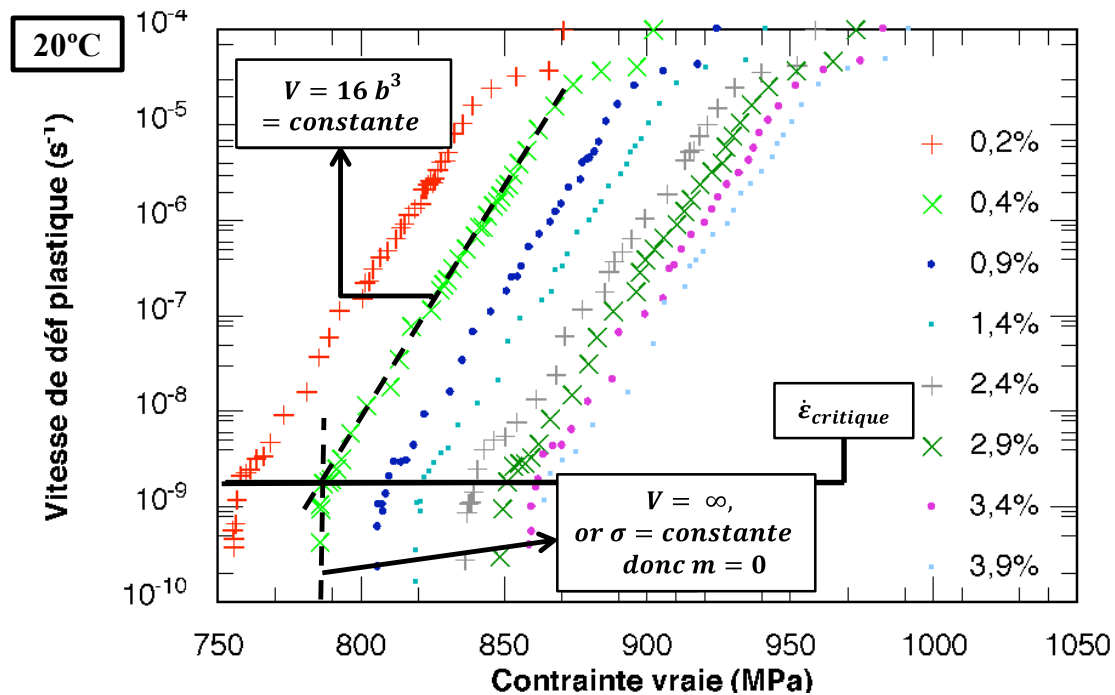 20°C
Vitesse de déf plastique (s⁻¹)
10⁻⁴
10⁻⁵
10⁻⁶
10⁻⁷
10⁻⁸
10⁻⁹
10⁻¹⁰
V = 16 b³
= constante
0,2%
0,4%
0,9%
1,4%
2,4%
2,9%
3,4%
3,9%
ε̇critique
V = ∞,
or σ = constante
donc m = 0
750 800 850 900 950 1000 1050
Contrainte vraie (MPa)